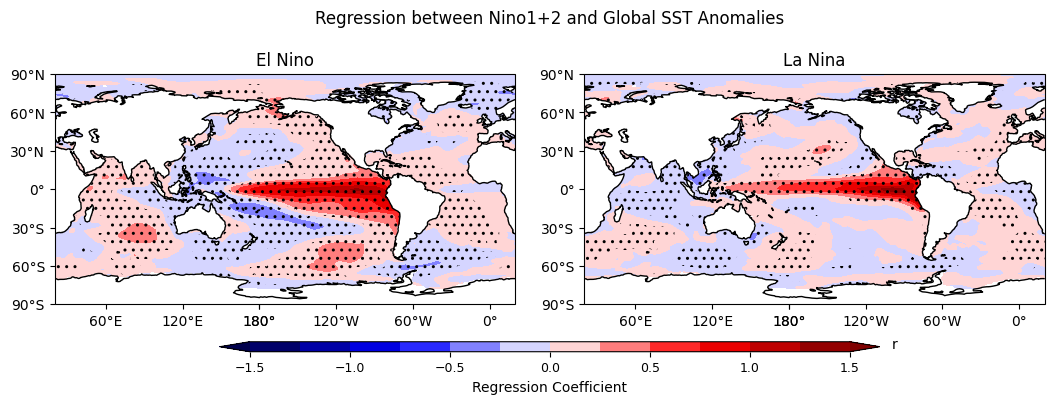 Regression between Nino1+2 and Global SST Anomalies
El Nino
La Nina
90°N
60°N
30°N
0°
30°S
60°S
90°S
60°E 120°E 180° 120°W 60°W 0°
90°N
60°N
30°N
0°
30°S
60°S
90°S
60°E 120°E 180° 120°W 60°W 0°
r
−1.5 −1.0 −0.5 0.0 0.5 1.0 1.5
Regression Coefficient